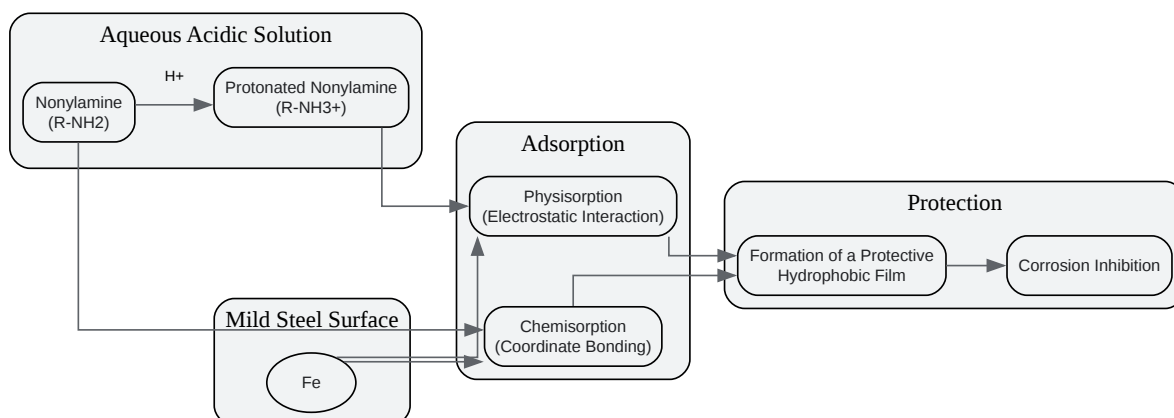 Aqueous Acidic Solution
H+
Nonylamine
(R-NH2)
Protonated Nonylamine
(R-NH3+)
Adsorption
Physisorption
(Electrostatic Interaction)
Chemisorption
(Coordinate Bonding)
Mild Steel Surface
Fe
Protection
Formation of a Protective
Hydrophobic Film
Corrosion Inhibition